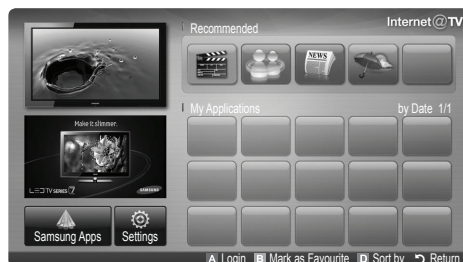 Internet@TV
Recommended
NEWS
My Applications by Date 1/1
Make it slimmer.
LED TV SERIES 7 SAMSUNG
Samsung Apps Settings
A Login B Mark as Favourite D Sort by Return